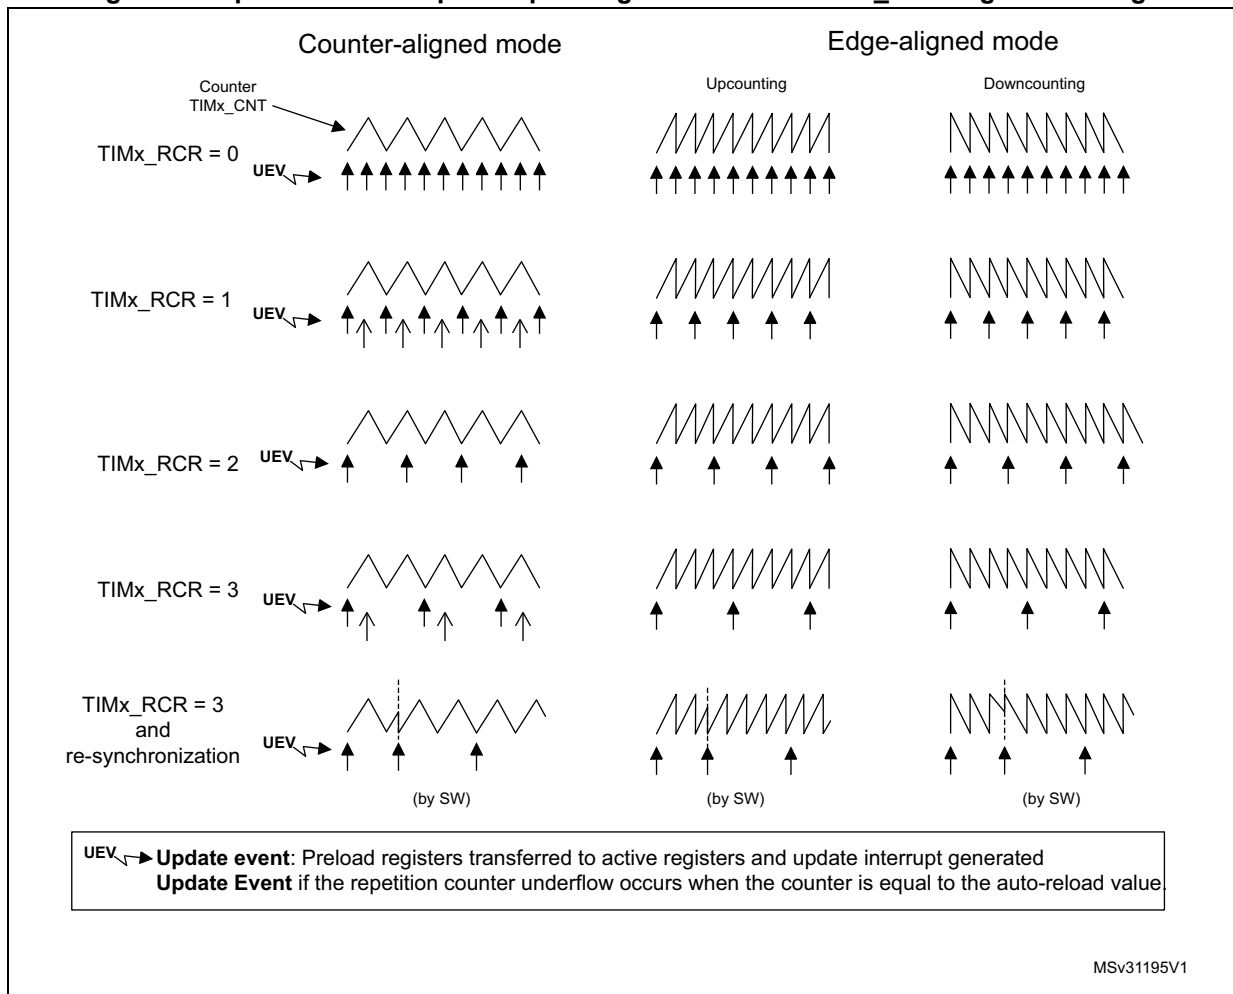 Counter-aligned mode Edge-aligned mode
Counter
TIMx_CNT
Upcounting Downcounting
TIMx_RCR = 0 UEV
TIMx_RCR = 1 UEV
TIMx_RCR = 2 UEV
TIMx_RCR = 3 UEV
TIMx_RCR = 3
and
re-synchronization UEV
(by SW) (by SW) (by SW)
UEV Update event: Preload registers transferred to active registers and update interrupt generated
Update Event if the repetition counter underflow occurs when the counter is equal to the auto-reload value.
MSv31195V1